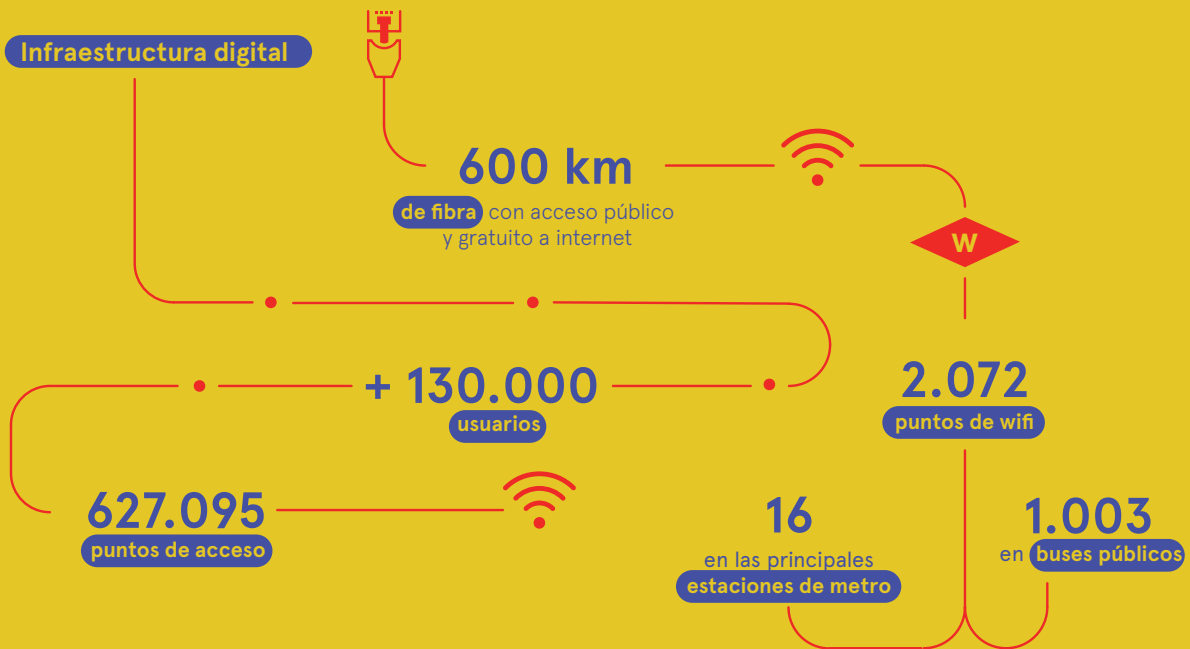 Infraestructura digital
600 km
de fibra con acceso público
y gratuito a internet
W
+ 130.000
usuarios
2.072
puntos de wifi
627.095
puntos de acceso
16
en las principales
estaciones de metro
1.003
en buses públicos